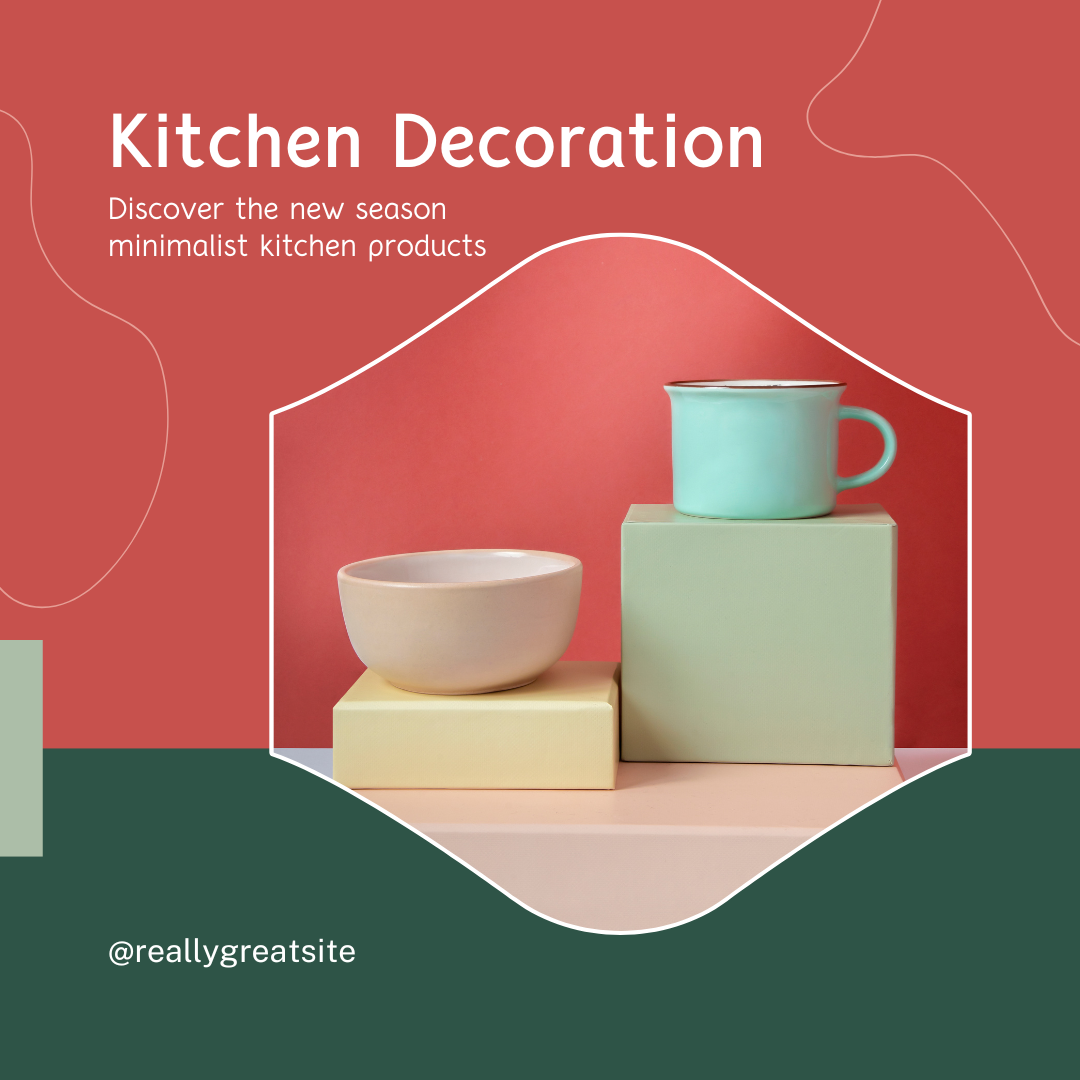 Kitchen Decoration
Discover the new season
minimalist kitchen products
@reallygreatsite